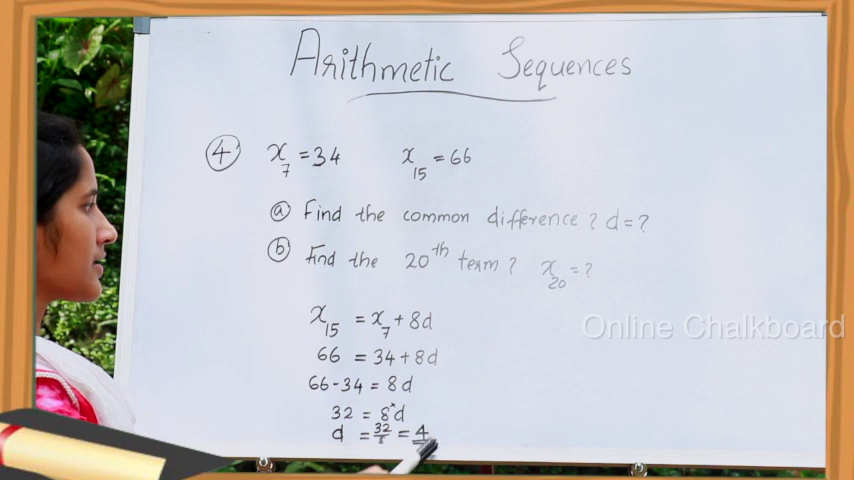 Arithmetic Sequences
④ x₇ = 34 x₁₅ = 66
ⓐ Find the common difference ? d = ?
ⓑ Find the 20th term ? x₂₀ = ?
x₁₅ = x₇ + 8d
Online Chalkboard
66 = 34 + 8d
66 - 34 = 8d
32 = 8×d
d = 32/8 = 4